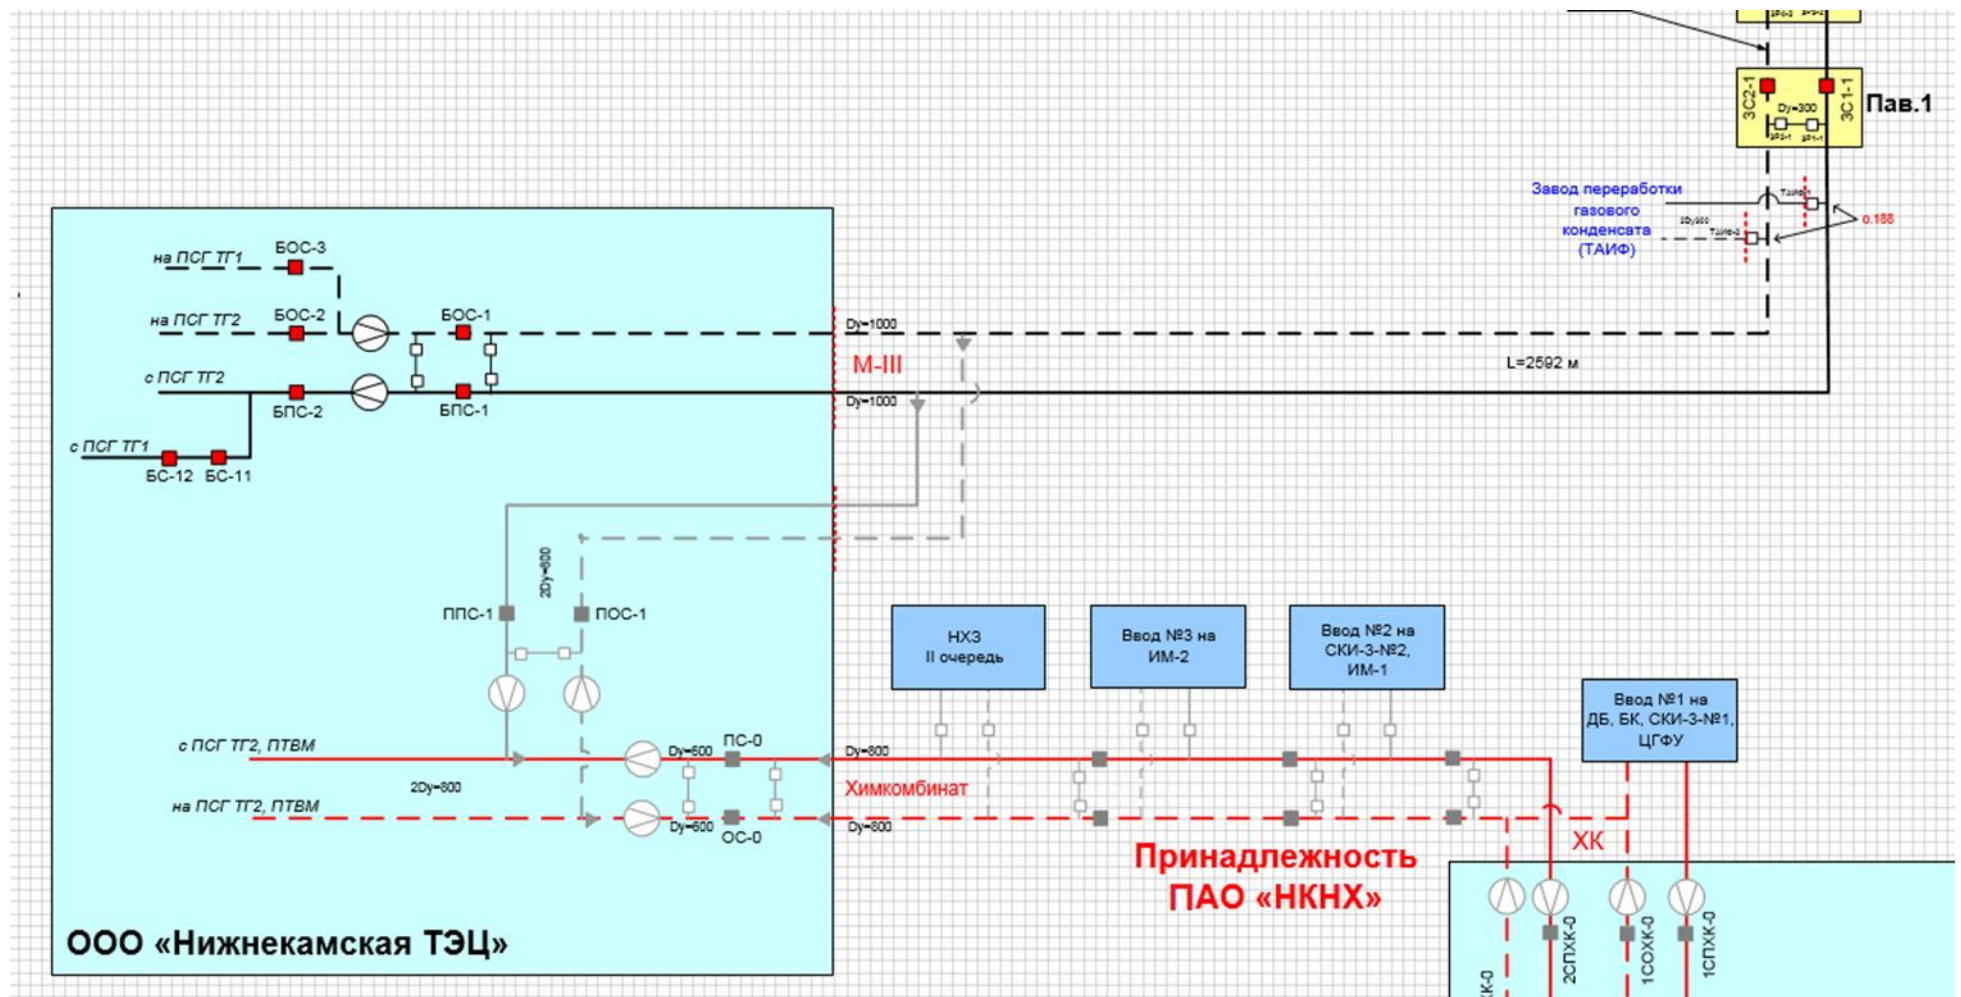 ЗС2-1
Dy=300
ЗС1-1
Пав.1
Завод переработки
газового
конденсата
(ТАИФ)
о.188
на ПСГ ТГ1
БОС-3
на ПСГ ТГ2
БОС-2
БОС-1
Dy=1000
М-III
L=2592 м
с ПСГ ТГ2
БПС-2
БПС-1
Dy=1000
с ПСГ ТГ1
БС-12
БС-11
2Dy=800
ППС-1
ПОС-1
НХЗ
II очередь
Ввод №3 на
ИМ-2
Ввод №2 на
СКИ-3-№2,
ИМ-1
Ввод №1 на
ДБ, БК, СКИ-3-№1,
ЦГФУ
с ПСГ ТГ2, ПТВМ
Dy=600
ПС-0
Dy=800
2Dy=800
Химкомбинат
на ПСГ ТГ2, ПТВМ
Dy=600
ОС-0
Dy=800
ХК
Принадлежность
ПАО «НКНХ»
ООО «Нижнекамская ТЭЦ»
К-0
2СПХК-0
1СОХК-0
1СПХК-0